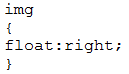 img
{
float:right;
}